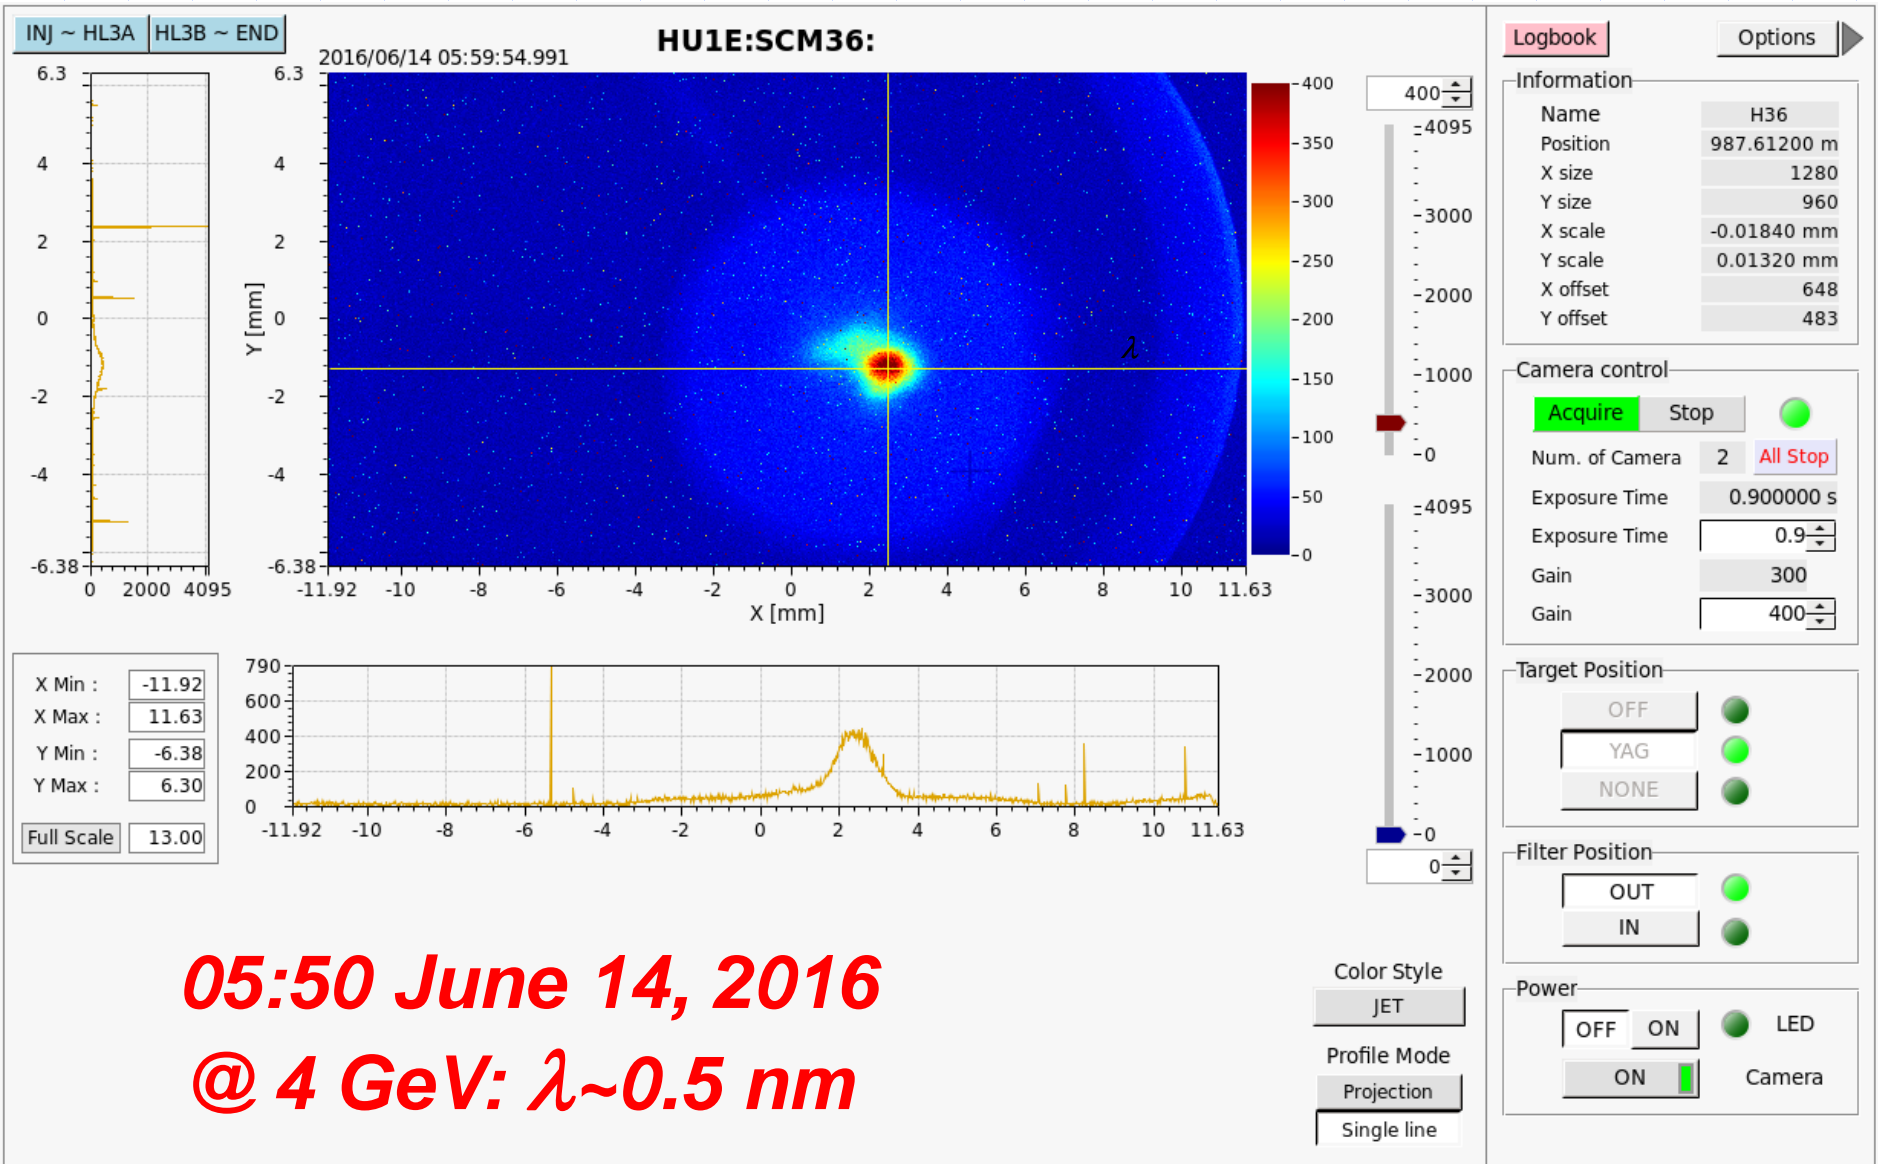 INJ ~ HL3A HL3B ~ END
2016/06/14 05:59:54.991
HU1E:SCM36:
6.3
4
2
0
-2
-4
-6.38
0 2000 4095
Y [mm]
6.3
4
2
0
-2
-4
-6.38
λ
-11.92 -10 -8 -6 -4 -2 0 2 4 6 8 10 11.63
X [mm]
400
350
300
250
200
150
100
50
0
400
4095
3000
2000
1000
0
4095
3000
2000
1000
0
0
X Min : -11.92
X Max : 11.63
Y Min : -6.38
Y Max : 6.30
Full Scale 13.00
790
600
400
200
0
-11.92 -10 -8 -6 -4 -2 0 2 4 6 8 10 11.63
05:50 June 14, 2016
@ 4 GeV: λ~0.5 nm
Color Style
JET
Profile Mode
Projection
Single line
Logbook Options
Information
Name H36
Position 987.61200 m
X size 1280
Y size 960
X scale -0.01840 mm
Y scale 0.01320 mm
X offset 648
Y offset 483
Camera control
Acquire Stop
Num. of Camera 2 All Stop
Exposure Time 0.900000 s
Exposure Time 0.9
Gain 300
Gain 400
Target Position
OFF
YAG
NONE
Filter Position
OUT
IN
Power
OFF ON LED
ON Camera